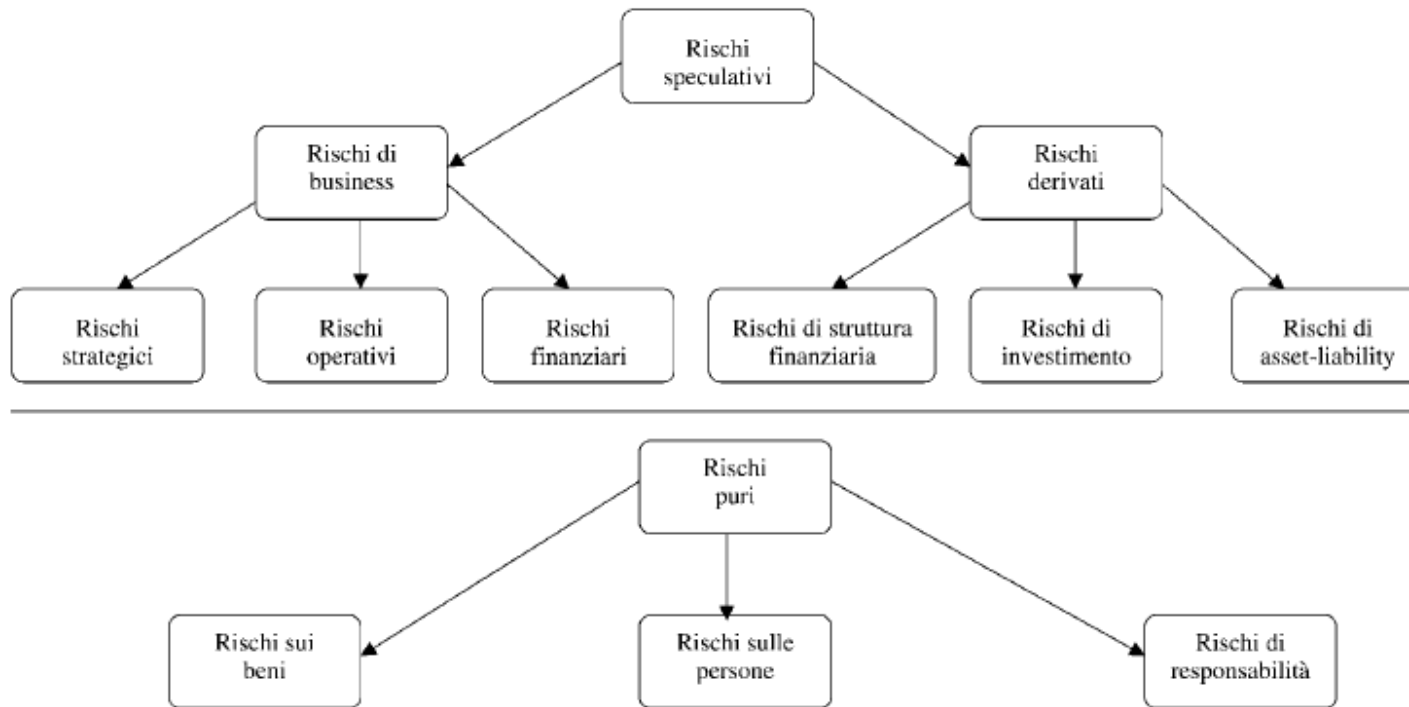 Rischi
speculativi
Rischi di
business
Rischi
derivati
Rischi
strategici
Rischi
operativi
Rischi
finanziari
Rischi di struttura
finanziaria
Rischi di
investimento
Rischi di
asset-liability
Rischi
puri
Rischi sui
beni
Rischi sulle
persone
Rischi di
responsabilità